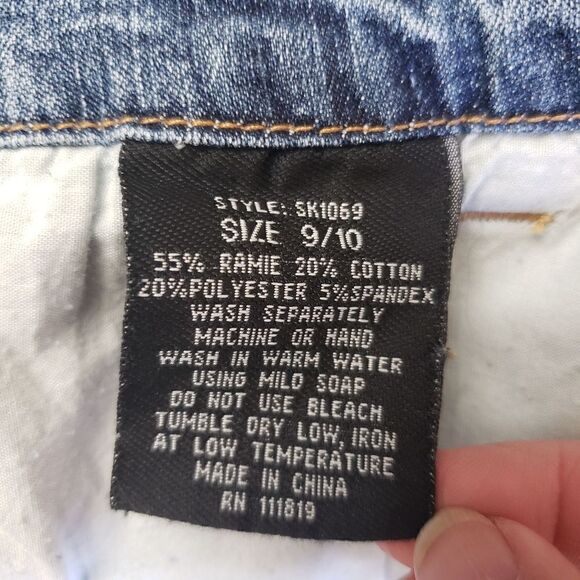 STYLE: SK1069
SIZE 9/10
55% RAMIE 20% COTTON
20%POLYESTER 5%SPANDEX
WASH SEPARATELY
MACHINE OR HAND
WASH IN WARM WATER
USING MILD SOAP
DO NOT USE BLEACH
TUMBLE DRY LOW, IRON
AT LOW TEMPERATURE
MADE IN CHINA
RN 111819